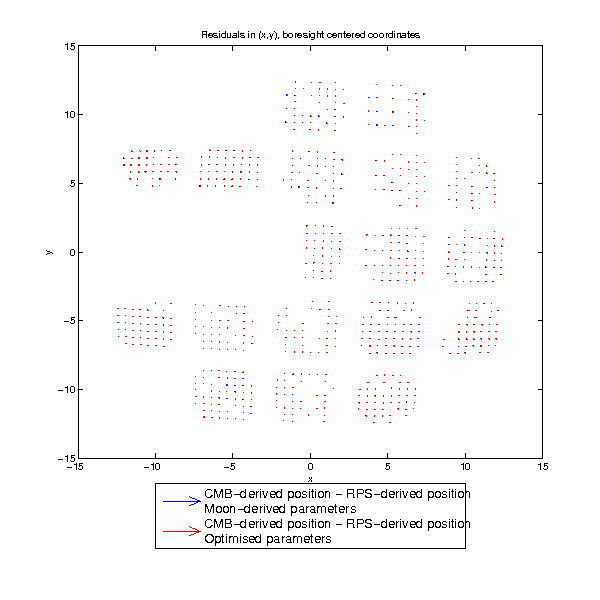 Residuals in (x,y), boresight centered coordinates
15
10
5
0
−5
−10
−15
y
−15 −10 −5 0 5 10 15
x
CMB−derived position − RPS−derived position
Moon−derived parameters
CMB−derived position − RPS−derived position
Optimised parameters